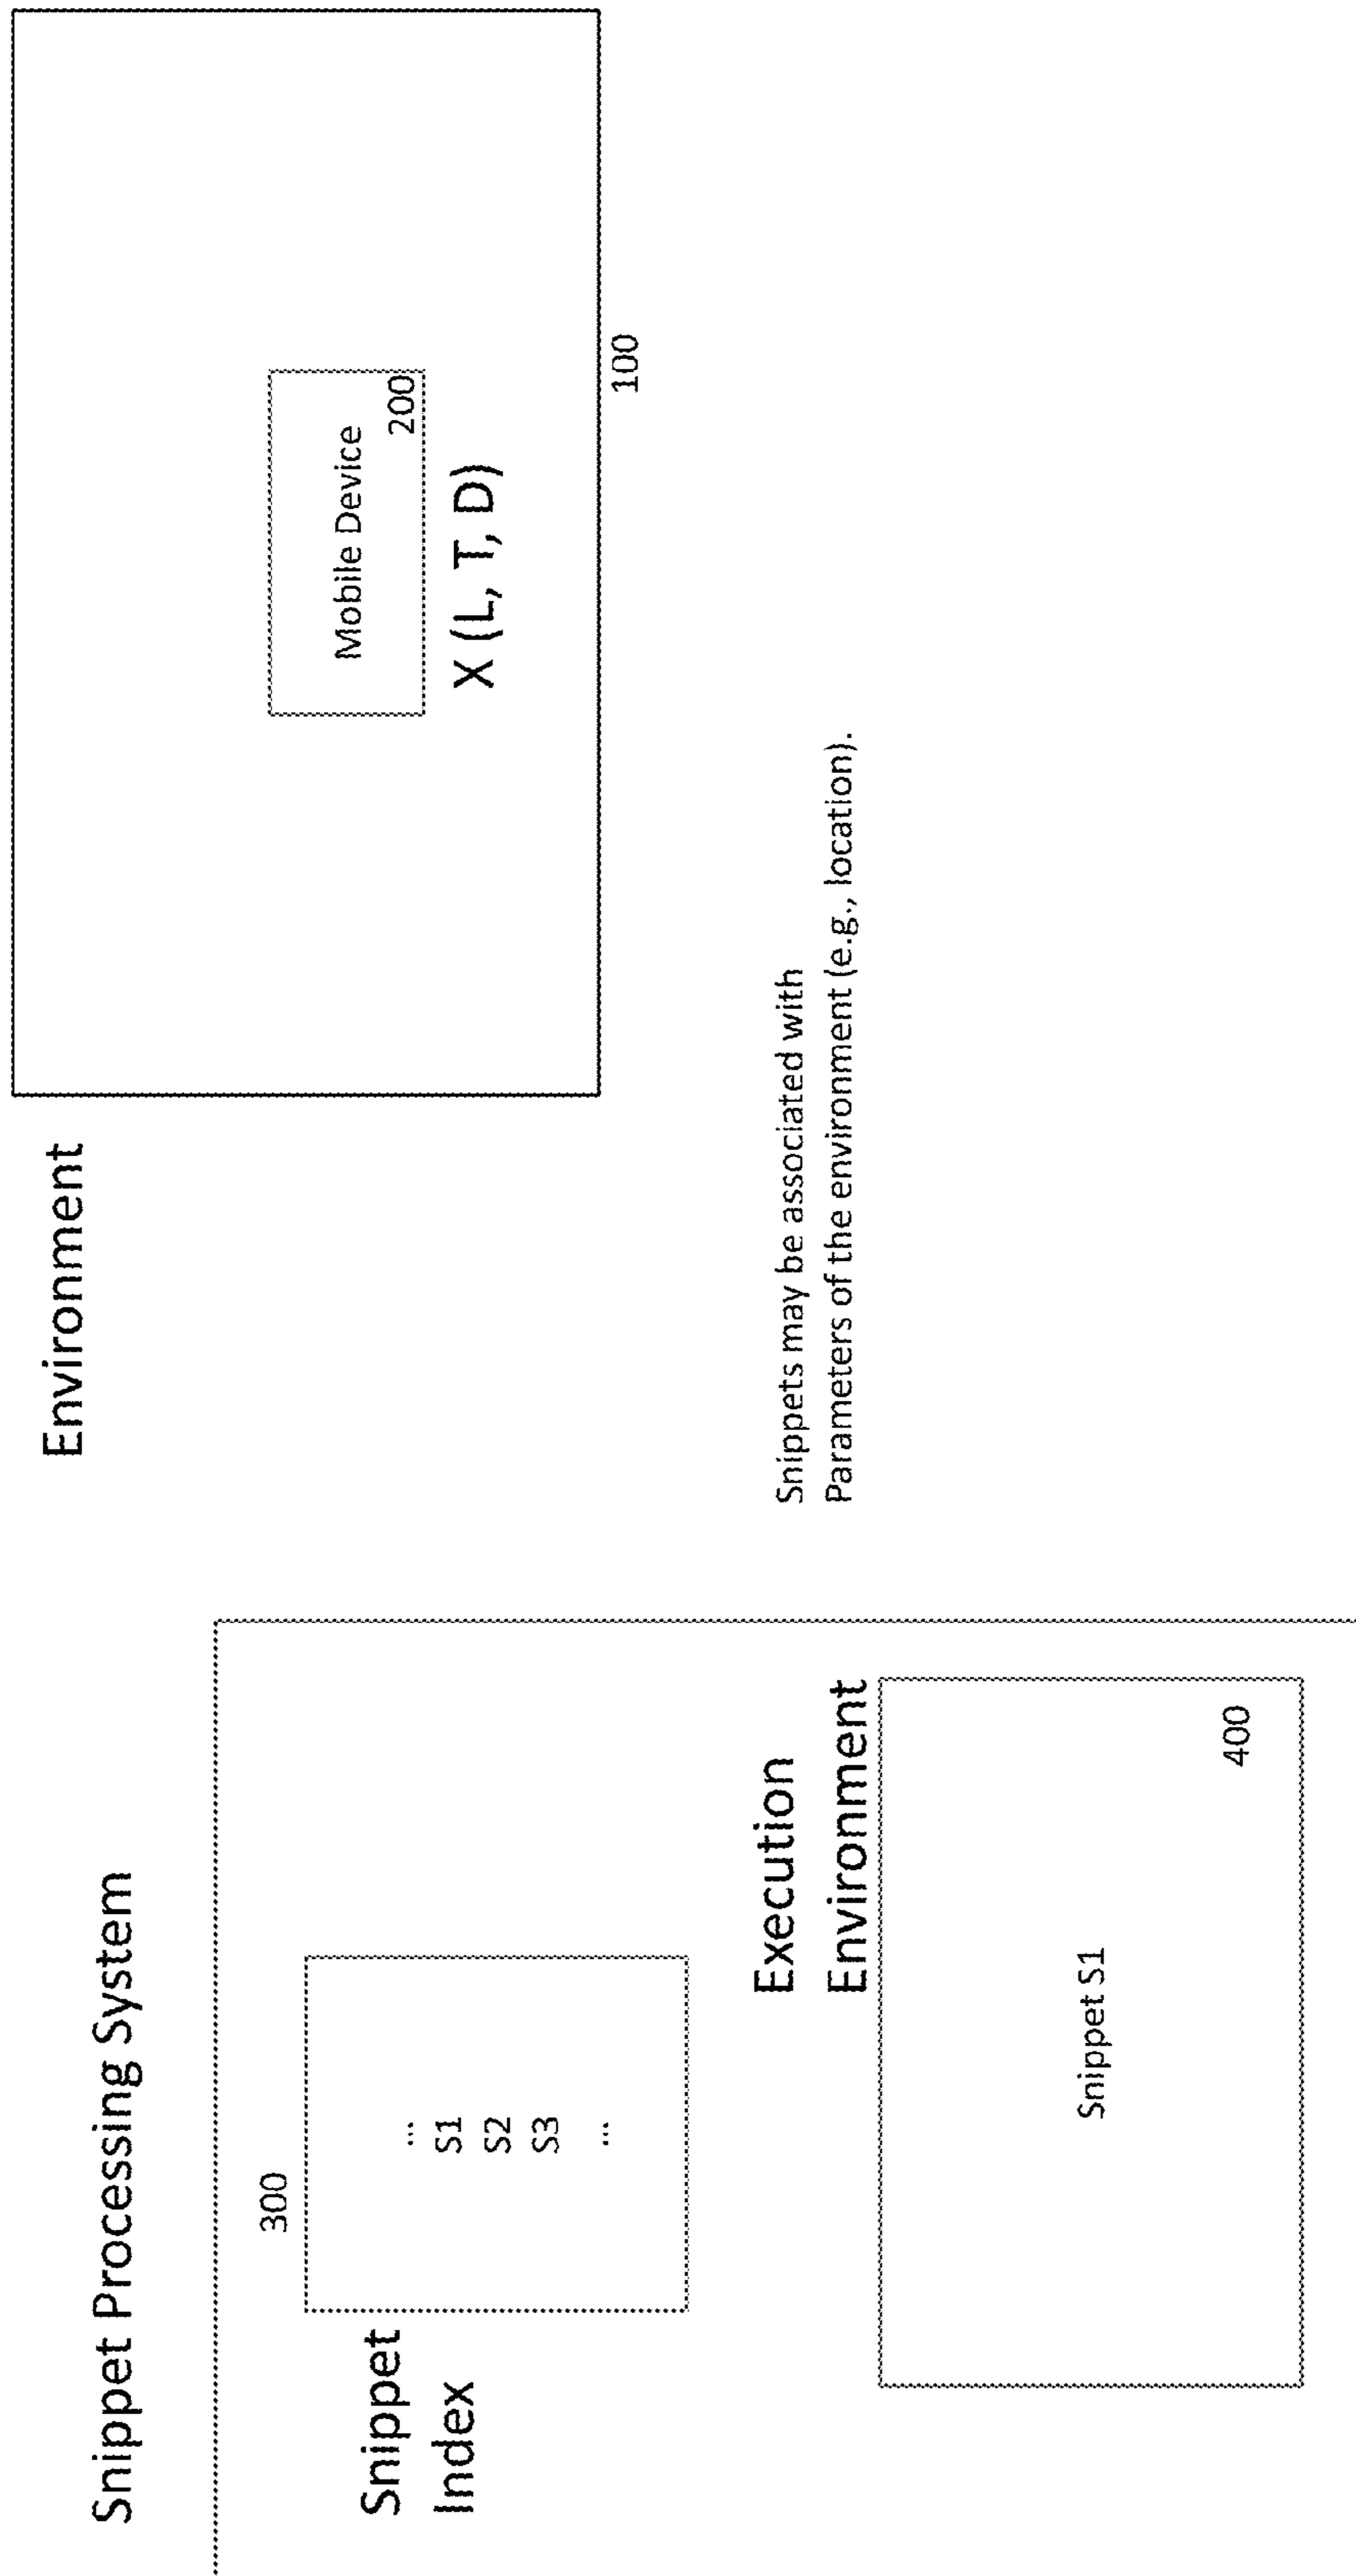 Snippet Processing System
300
Snippet
Index
...
S1
S2
S3
...
Execution
Environment
Snippet S1
400
Environment
Mobile Device
200
X (L, T, D)
100
Snippets may be associated with
Parameters of the environment (e.g., location).